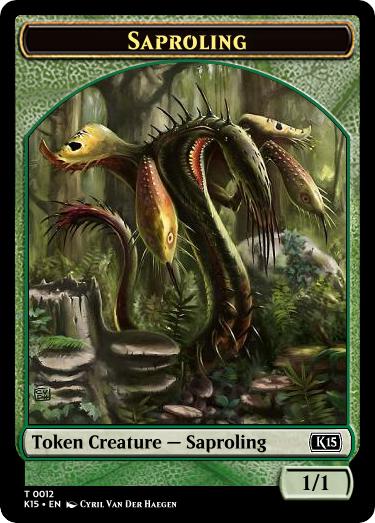 Saproling
Token Creature — Saproling
K15
1/1
T 0012
K15 • EN Cyril Van Der Haegen